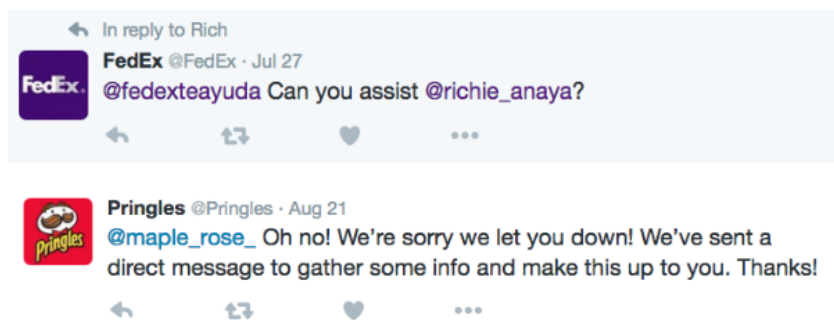 In reply to Rich
FedEx @FedEx · Jul 27
FedEx.
@fedexteayuda Can you assist @richie_anaya?
Pringles @Pringles · Aug 21
Pringles
@maple_rose_ Oh no! We're sorry we let you down! We've sent a
direct message to gather some info and make this up to you. Thanks!